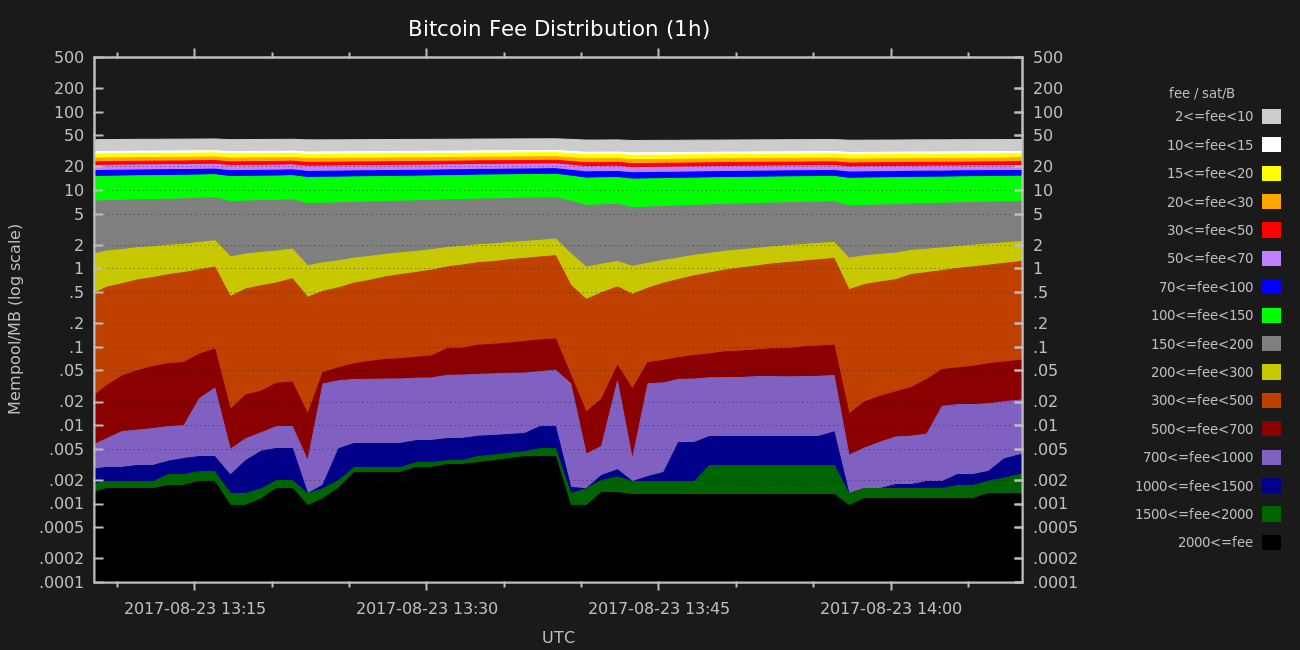 Bitcoin Fee Distribution (1h)
Mempool/MB (log scale)
500
200
100
50
20
10
5
2
1
.5
.2
.1
.05
.02
.01
.005
.002
.001
.0005
.0002
.0001
500
200
100
50
20
10
5
2
1
.5
.2
.1
.05
.02
.01
.005
.002
.001
.0005
.0002
.0001
2017-08-23 13:15
2017-08-23 13:30
2017-08-23 13:45
2017-08-23 14:00
UTC
fee / sat/B
2<=fee<10
10<=fee<15
15<=fee<20
20<=fee<30
30<=fee<50
50<=fee<70
70<=fee<100
100<=fee<150
150<=fee<200
200<=fee<300
300<=fee<500
500<=fee<700
700<=fee<1000
1000<=fee<1500
1500<=fee<2000
2000<=fee